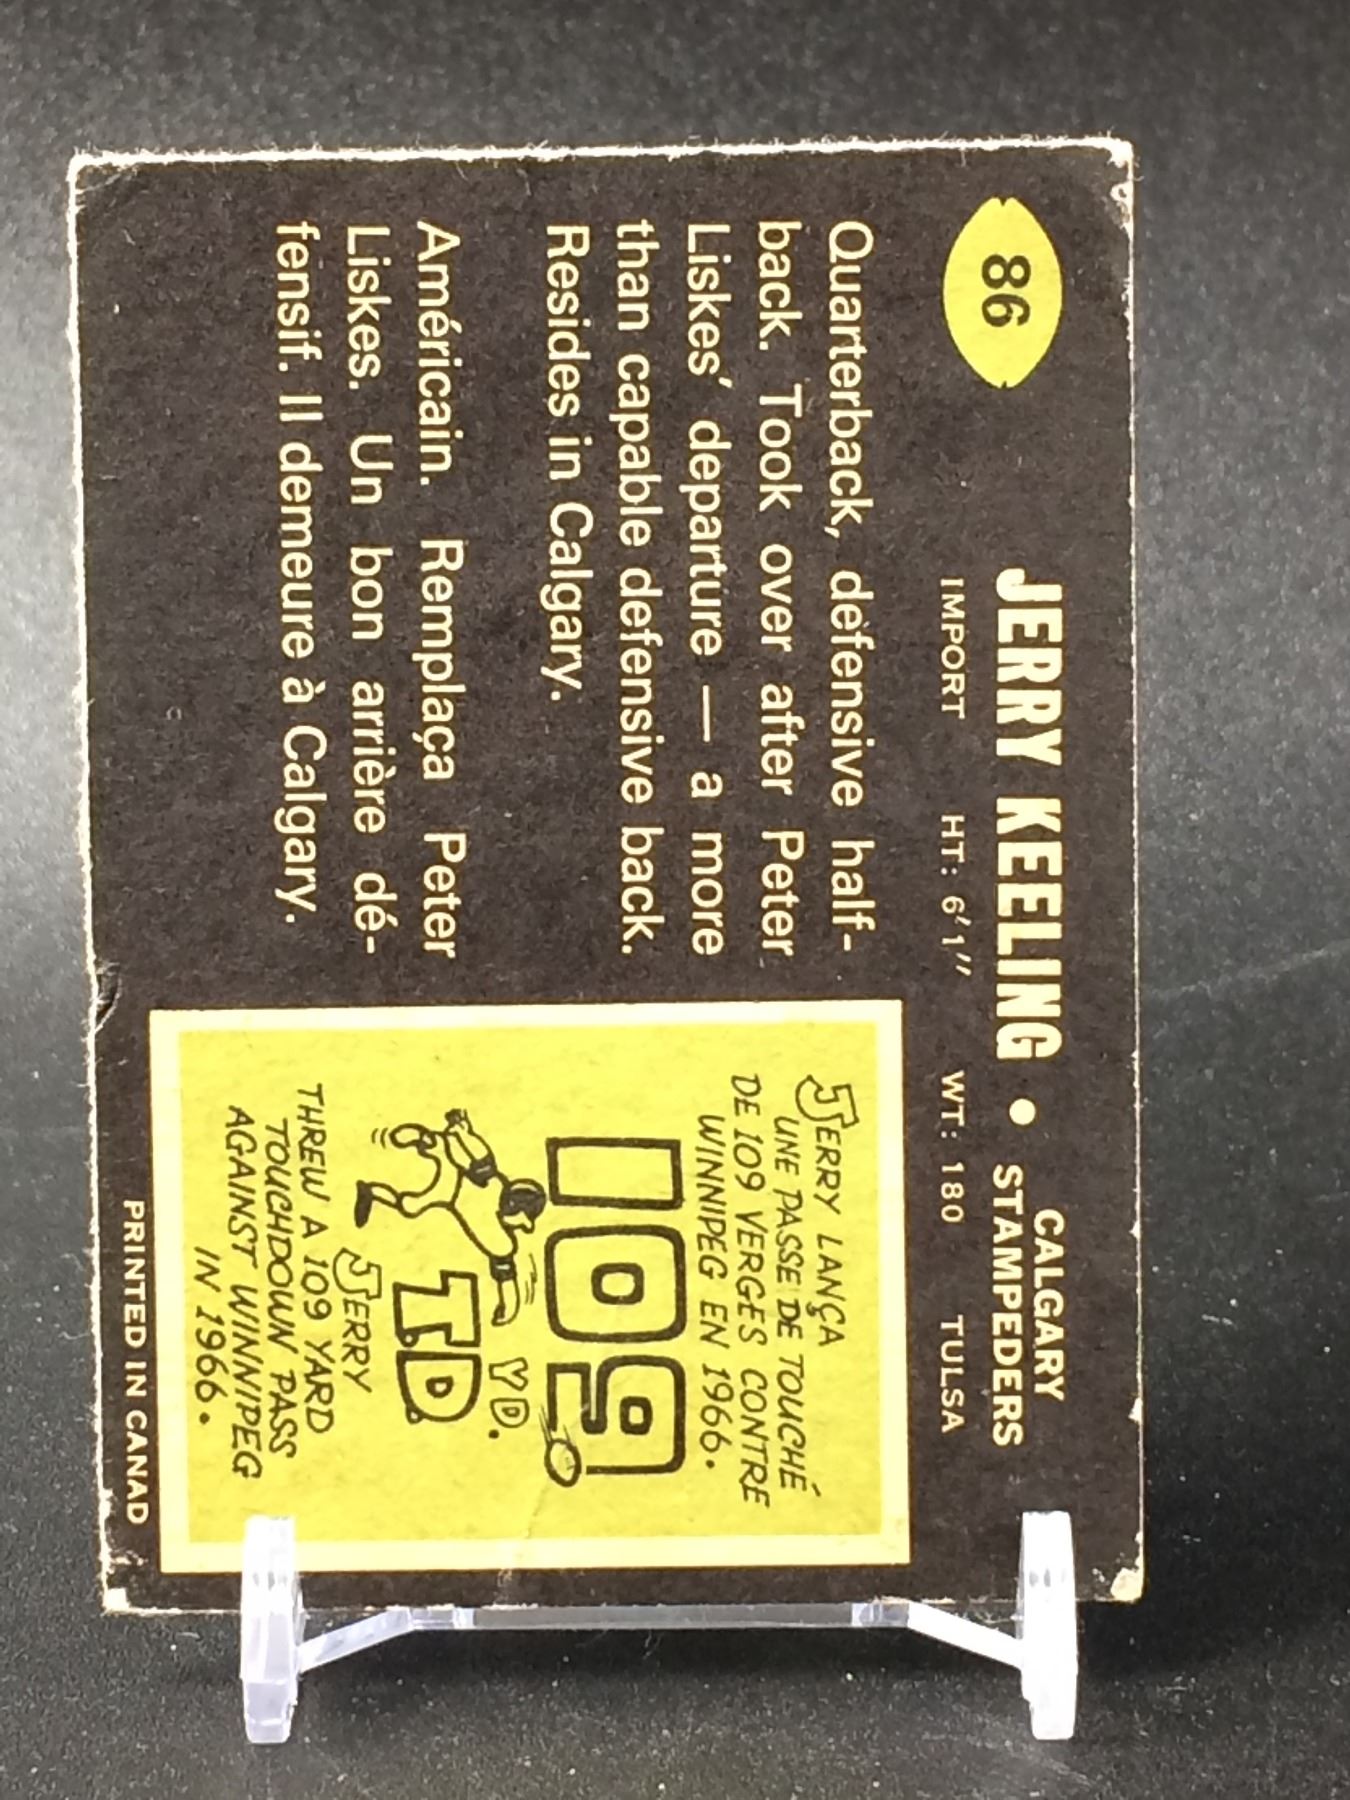 86
JERRY KEELING • CALGARY
STAMPEDERS
IMPORT HT: 6'1" WT: 180 TULSA
Quarterback, defensive half-
back. Took over after Peter
Liskes' departure — a more
than capable defensive back.
Resides in Calgary.
Américain. Remplaça Peter
Liskes. Un bon arrière dé-
fensif. Il demeure à Calgary.
JERRY LANÇA
UNE PASSE DE TOUCHÉ
DE 109 VERGES CONTRE
WINNIPEG EN 1966.
109
YD.
T.D.
JERRY
THREW A 109 YARD
TOUCHDOWN PASS
AGAINST WINNIPEG
IN 1966.
PRINTED IN CANAD